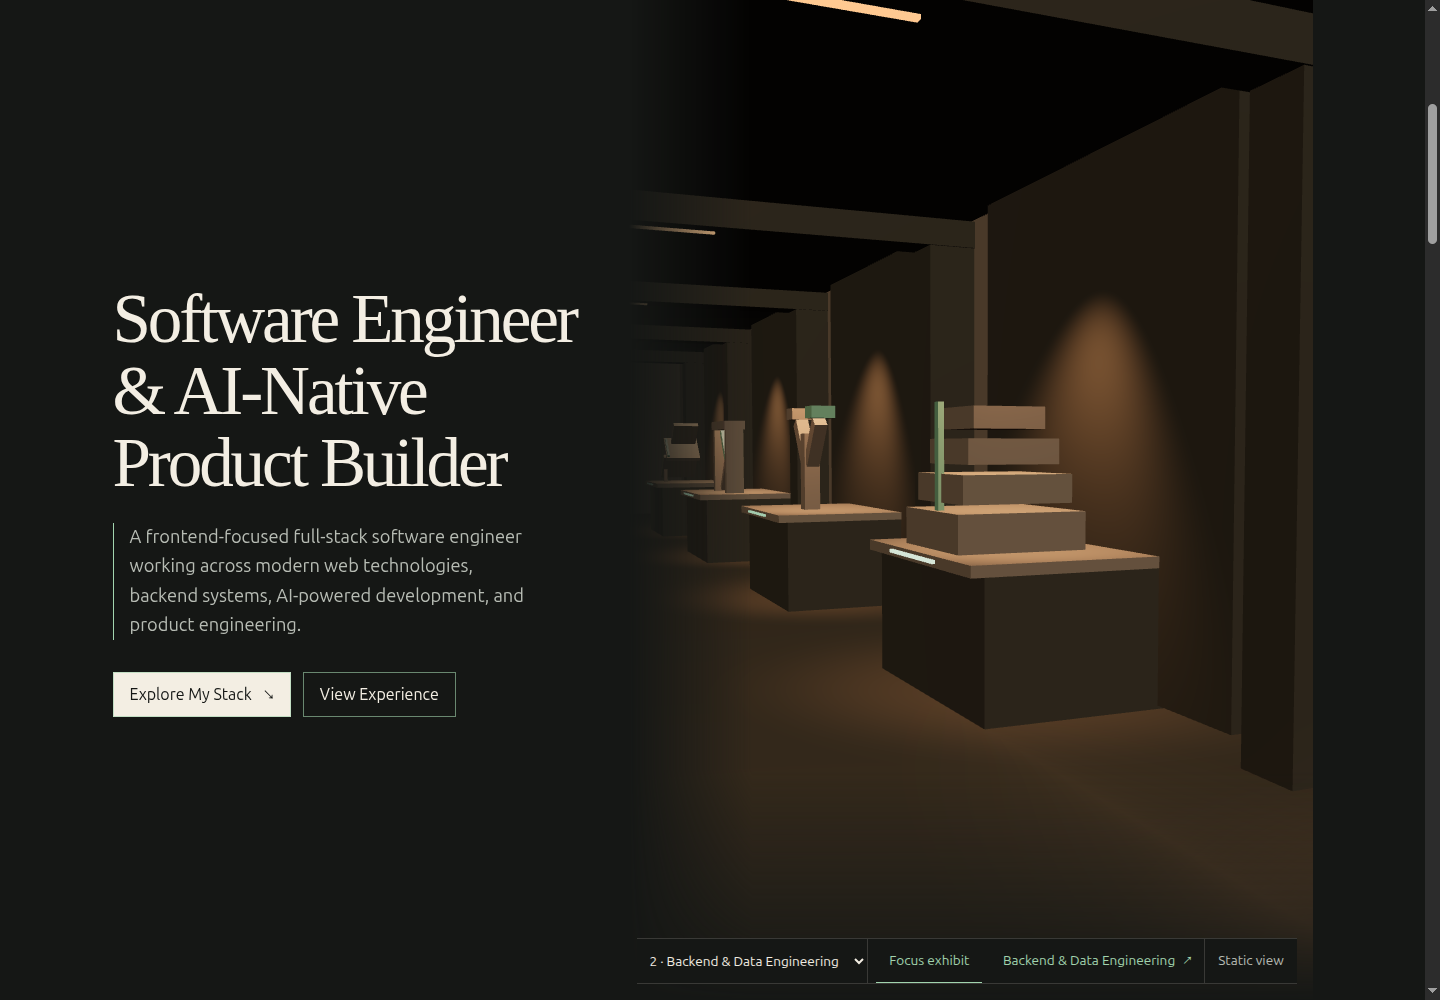 Software Engineer
& AI-Native
Product Builder
A frontend-focused full-stack software engineer
working across modern web technologies,
backend systems, AI-powered development, and
product engineering.
Explore My Stack ↘
View Experience
2 · Backend & Data Engineering
Focus exhibit
Backend & Data Engineering ↗
Static view